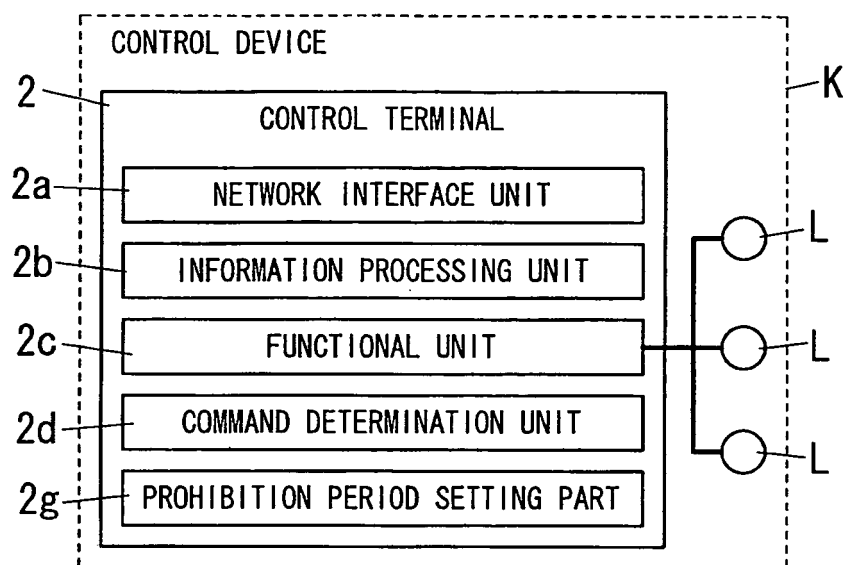 CONTROL DEVICE
K
2
CONTROL TERMINAL
2a
NETWORK INTERFACE UNIT
L
2b
INFORMATION PROCESSING UNIT
2c
FUNCTIONAL UNIT
L
2d
COMMAND DETERMINATION UNIT
L
2g
PROHIBITION PERIOD SETTING PART